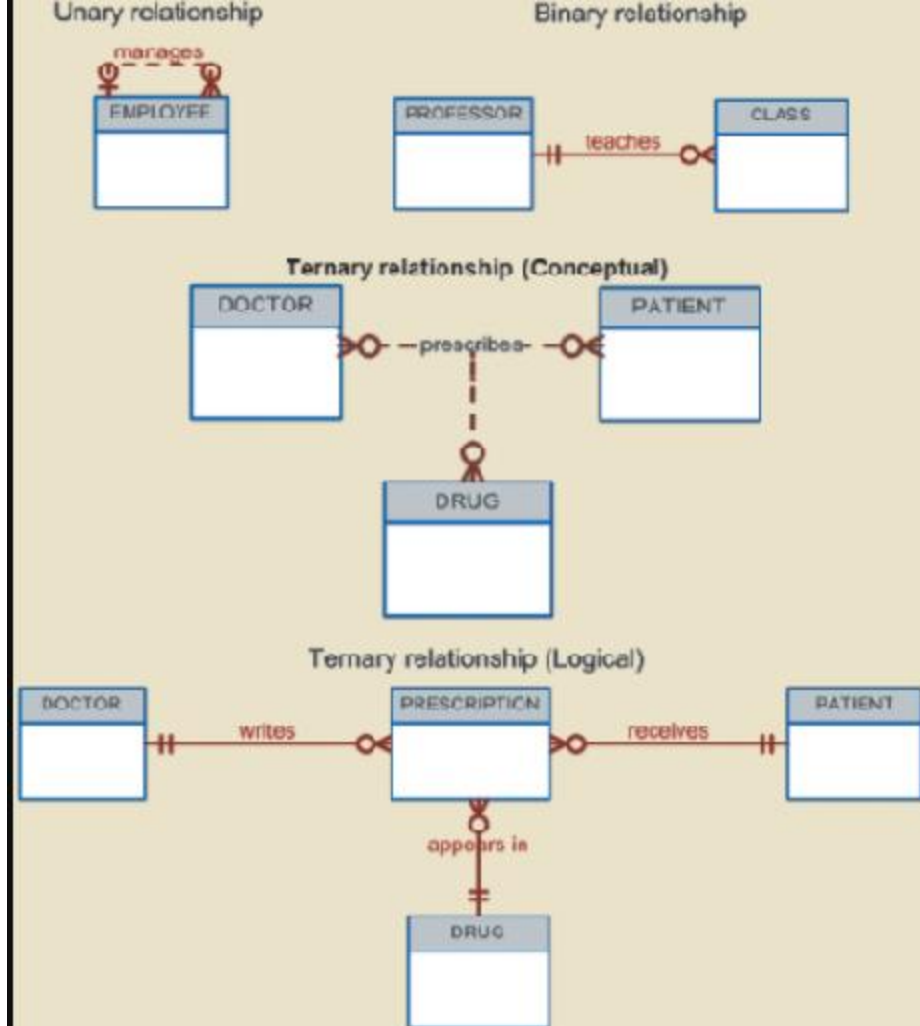 Unary relationship
Binary relationship
manages
EMPLOYEE
PROFESSOR
teaches
CLASS
Ternary relationship (Conceptual)
DOCTOR
prescribes
PATIENT
DRUG
Ternary relationship (Logical)
DOCTOR
writes
PRESCRIPTION
receives
PATIENT
appears in
DRUG